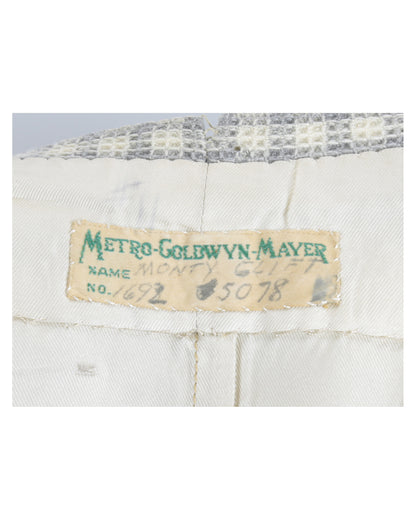 METRO-GOLDWYN-MAYER
NAME MONTY CLIFT
NO. 1692 5078